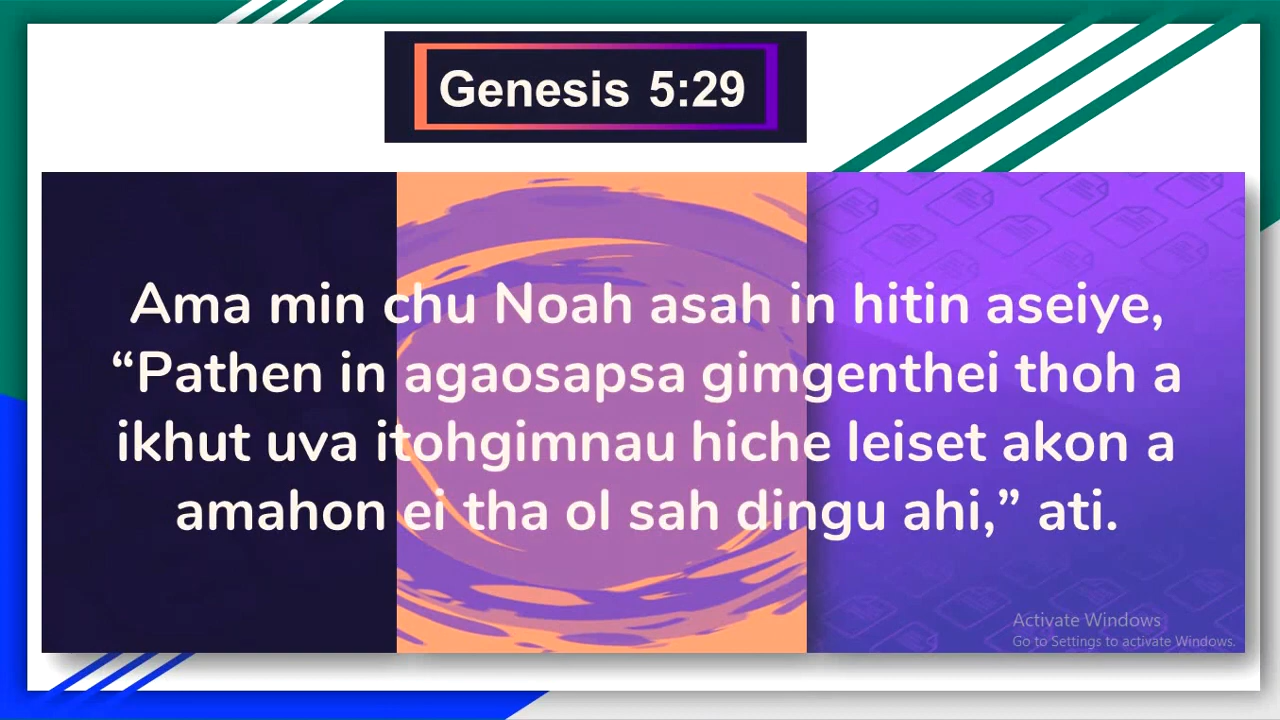 Genesis 5:29
Ama min chu Noah asah in hitin aseiye,
“Pathen in agaosapsa gimgenthei thoh a
ikhut uva itohgimnau hiche leiset akon a
amahon ei tha ol sah dingu ahi,” ati.
Activate Windows
Go to Settings to activate Windows.